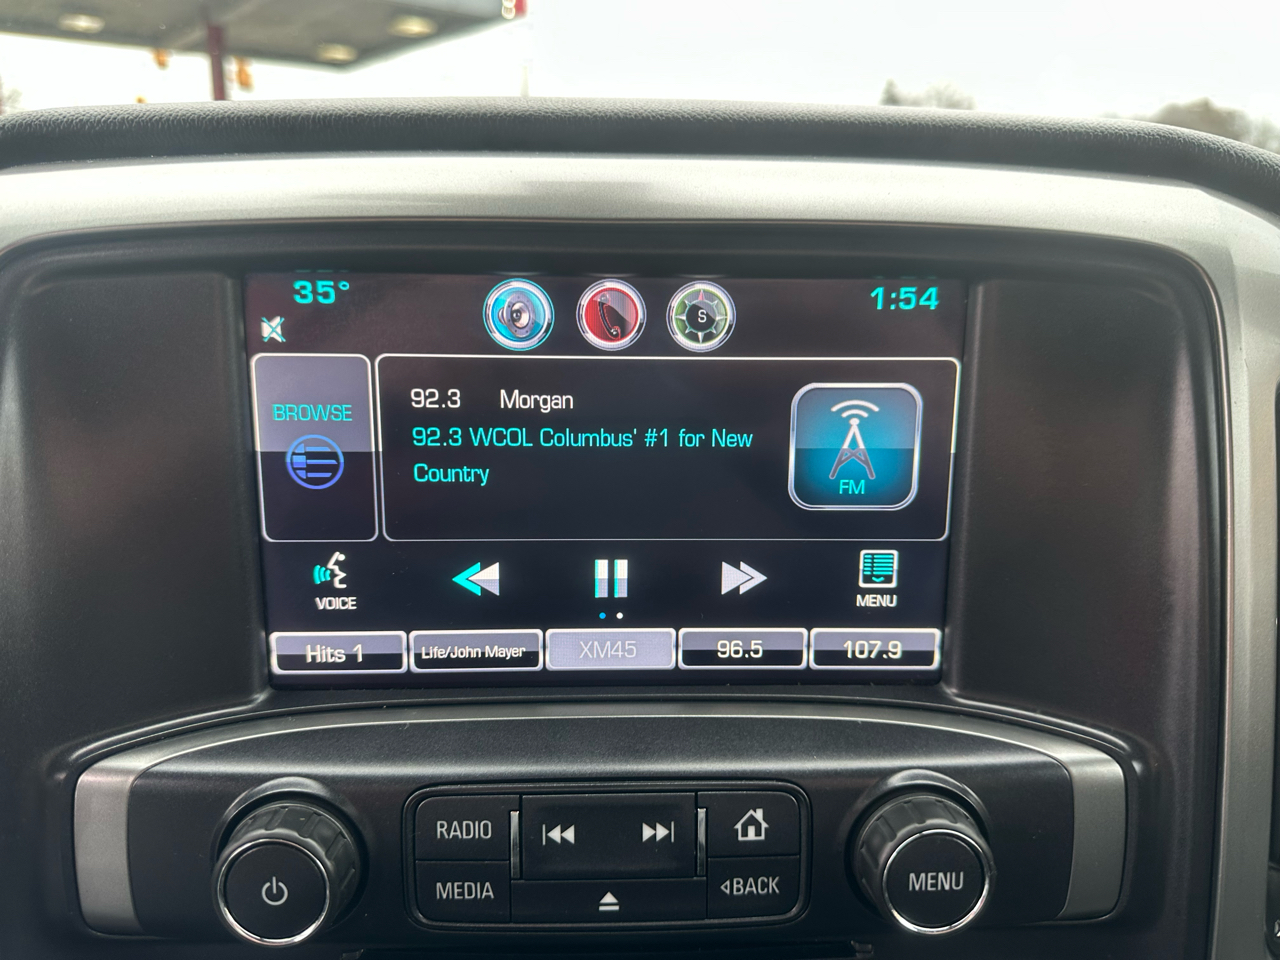 35°
1:54
S
BROWSE
92.3 Morgan
92.3 WCOL Columbus' #1 for New
Country
FM
VOICE
MENU
Hits 1
Life/John Mayer
XM45
96.5
107.9
RADIO
MEDIA
BACK
MENU